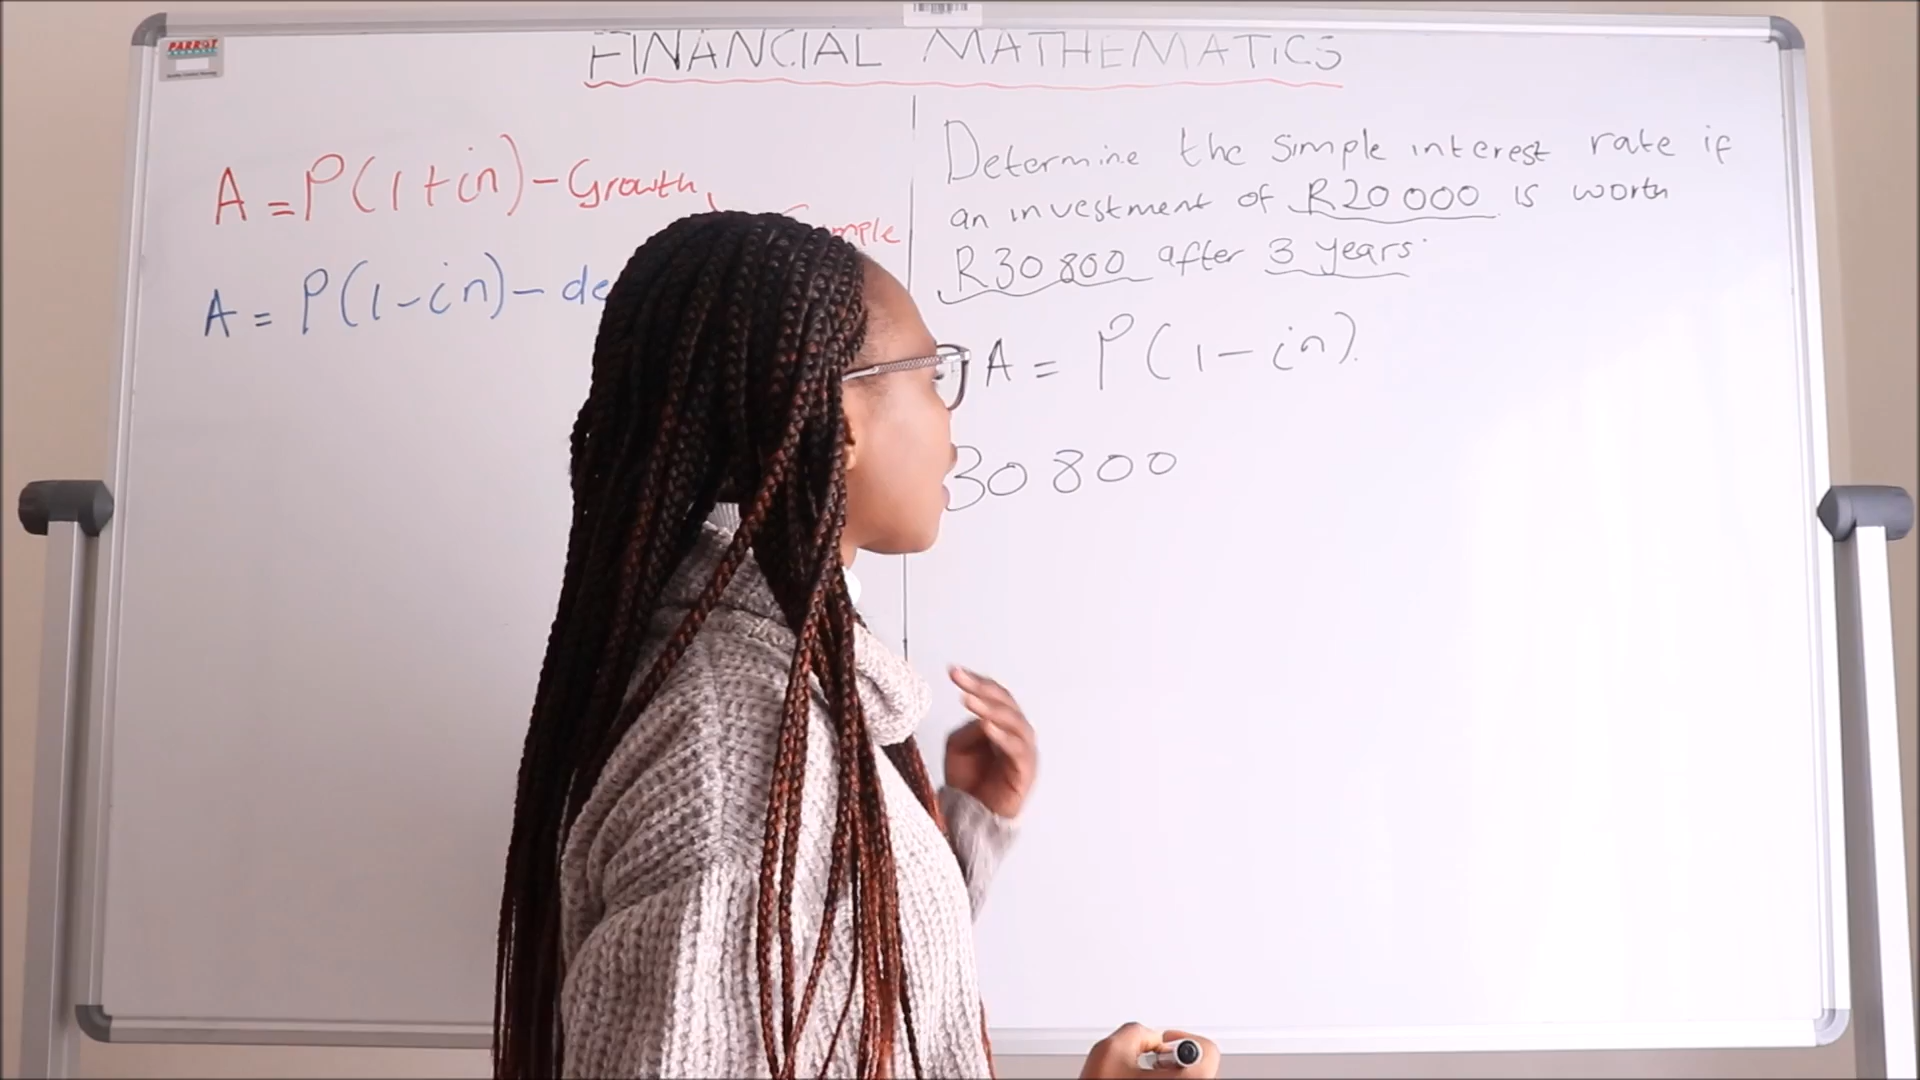 PARROT
FINANCIAL MATHEMATICS
A = P(1+in) - Growth
A = P(1-in) - de
Determine the simple interest rate if
an investment of R20 000 is worth
R30 800 after 3 years.
A = P(1-in).
30 800